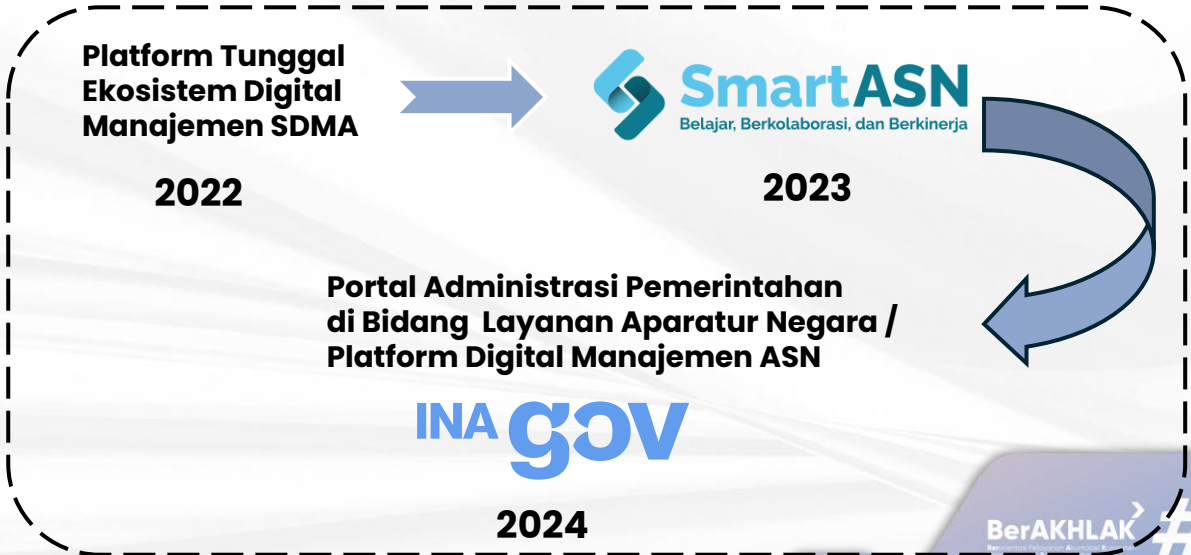 Platform Tunggal
Ekosistem Digital
Manajemen SDMA
2022
SmartASN
Belajar, Berkolaborasi, dan Berkinerja
2023
Portal Administrasi Pemerintahan
di Bidang Layanan Aparatur Negara /
Platform Digital Manajemen ASN
INA gov
2024
BerAKHLAK
#